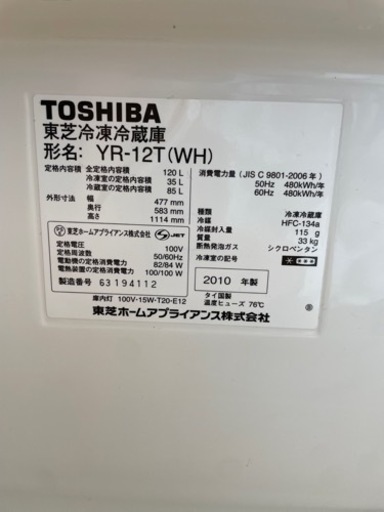 TOSHIBA
東芝冷凍冷蔵庫
形名: YR-12T(WH)
定格内容積 全定格内容積 120 L
冷凍室の定格内容積 35 L
冷蔵室の定格内容積 85 L
外形寸法 幅 477 mm
奥行 583 mm
高さ 1114 mm
東芝ホームアプライアンス株式会社 JET
定格電圧 100V
定格周波数 50/60Hz
電動機の定格消費電力 82/84 W
電熱装置の定格消費電力 100/100 W
製造番号 63194112
消費電力量 (JIS C 9801-2006 年)
50Hz 480kWh/年
60Hz 480kWh/年
種類 冷凍冷蔵庫
冷媒 HFC-134a
冷媒封入量 115 g
質量 33 kg
断熱発泡ガス シクロペンタン
冷凍室の記号
2010 年製
庫内灯 100V-15W-T20-E12
タイ国製
温度ヒューズ 76℃
東芝ホームアプライアンス株式会社